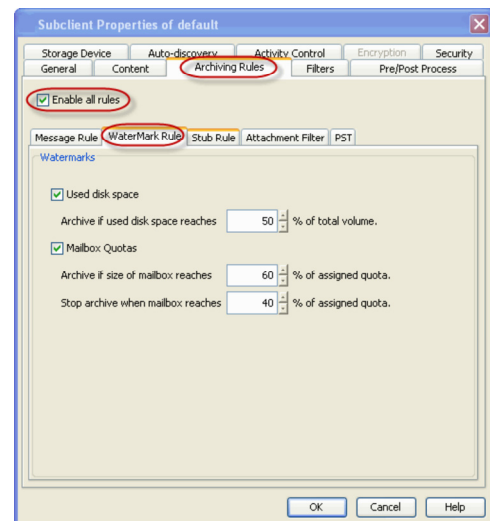 Subclient Properties of default
Storage Device Auto-discovery Activity Control Encryption Security
General Content Archiving Rules Filters Pre/Post Process
Enable all rules
Message Rule WaterMark Rule Stub Rule Attachment Filter PST
Watermarks
Used disk space
Archive if used disk space reaches 50 % of total volume.
Mailbox Quotas
Archive if size of mailbox reaches 60 % of assigned quota.
Stop archive when mailbox reaches 40 % of assigned quota.
OK Cancel Help